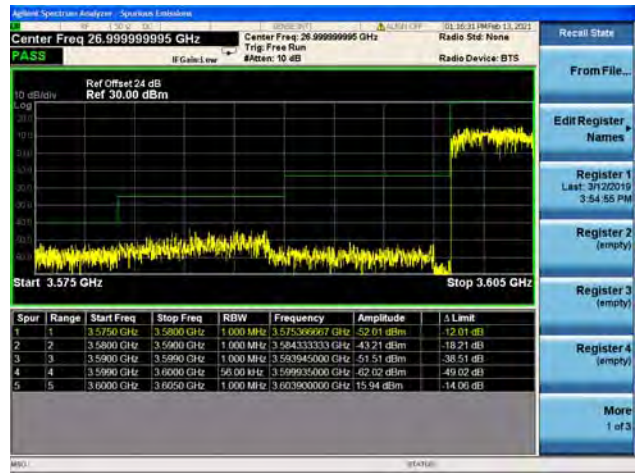 Agilent Spectrum Analyzer - Spurious Emissions
RF 50 Ω DC SENSE:INT ALIGN OFF 01:16:31 PM Feb 13, 2021
Center Freq 26.999999995 GHz
Center Freq: 26.999999995 GHz
Radio Std: None
Trig: Free Run
PASS
IFGain:Low
#Atten: 10 dB
Radio Device: BTS
Ref Offset 24 dB
10 dB/div Ref 30.00 dBm
Log
Start 3.575 GHz
Stop 3.605 GHz
Spur Range Start Freq Stop Freq RBW Frequency Amplitude Δ Limit
1 1 3.5750 GHz 3.5800 GHz 1.000 MHz 3.575366667 GHz -52.01 dBm -12.01 dB
2 2 3.5800 GHz 3.5900 GHz 1.000 MHz 3.584333333 GHz -43.21 dBm -18.21 dB
3 3 3.5900 GHz 3.5990 GHz 1.000 MHz 3.593945000 GHz -51.51 dBm -38.51 dB
4 4 3.5990 GHz 3.6000 GHz 56.00 kHz 3.599935000 GHz -62.02 dBm -49.02 dB
5 5 3.6000 GHz 3.6050 GHz 1.000 MHz 3.603900000 GHz 15.94 dBm -14.06 dB
MSG
STATUS
Recall State
From File...
Edit Register
Names
Register 1
Last: 3/12/2019
3:54:55 PM
Register 2
(empty)
Register 3
(empty)
Register 4
(empty)
More
1 of 3